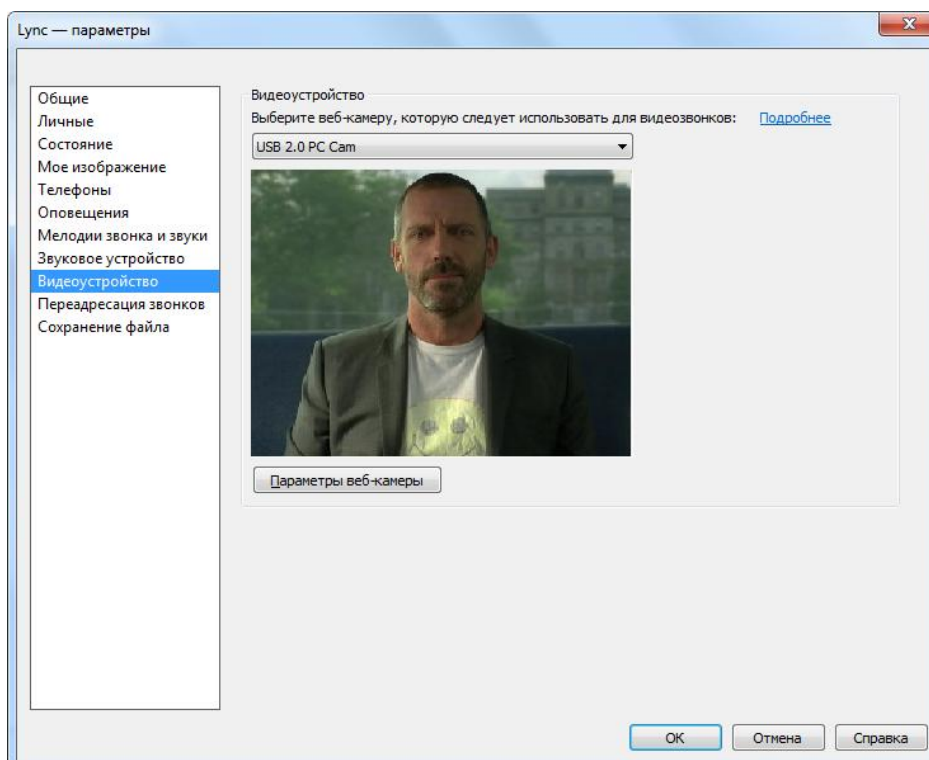 Lync — параметры
Общие
Личные
Состояние
Мое изображение
Телефоны
Оповещения
Мелодии звонка и звуки
Звуковое устройство
Видеоустройство
Переадресация звонков
Сохранение файла
Видеоустройство
Выберите веб-камеру, которую следует использовать для видеозвонков: Подробнее
USB 2.0 PC Cam
Параметры веб-камеры
ОК Отмена Справка